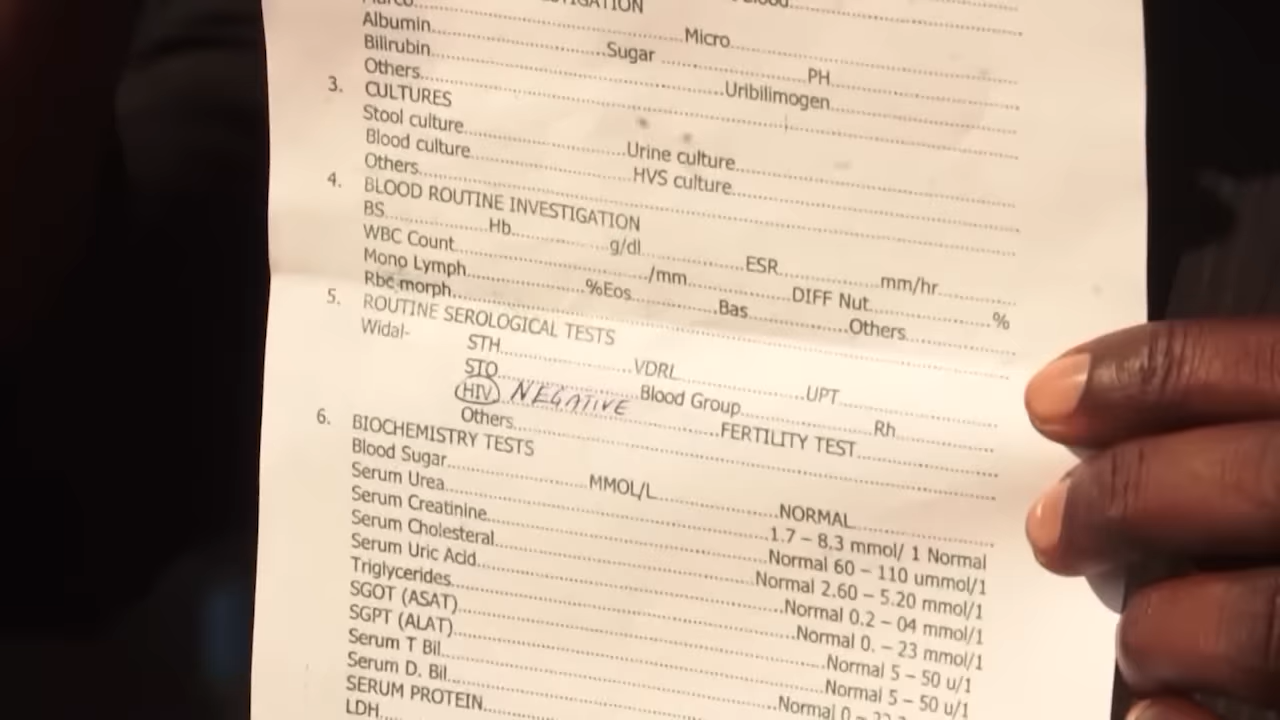 Micro
Albumin Sugar PH
Bilirubin Uribilimogen
Others
3. CULTURES
Stool culture Urine culture
Blood culture HVS culture
Others
4. BLOOD ROUTINE INVESTIGATION
BS Hb g/dl ESR mm/hr
WBC Count /mm DIFF Nut %
Mono Lymph %Eos Bas Others
Rbc morph
5. ROUTINE SEROLOGICAL TESTS
Widal- STH VDRL UPT
STO Blood Group Rh
HIV NEGATIVE FERTILITY TEST
Others
6. BIOCHEMISTRY TESTS
Blood Sugar MMOL/L NORMAL
Serum Urea 1.7 – 8.3 mmol/ 1 Normal
Serum Creatinine Normal 60 – 110 ummol/1
Serum Cholesteral Normal 2.60 – 5.20 mmol/1
Serum Uric Acid Normal 0.2 – 04 mmol/1
Triglycerides Normal 0. – 23 mmol/1
SGOT (ASAT) Normal 5 – 50 u/1
SGPT (ALAT) Normal 5 – 50 u/1
Serum T Bil Normal 0 –
Serum D. Bil
SERUM PROTEIN
LDH